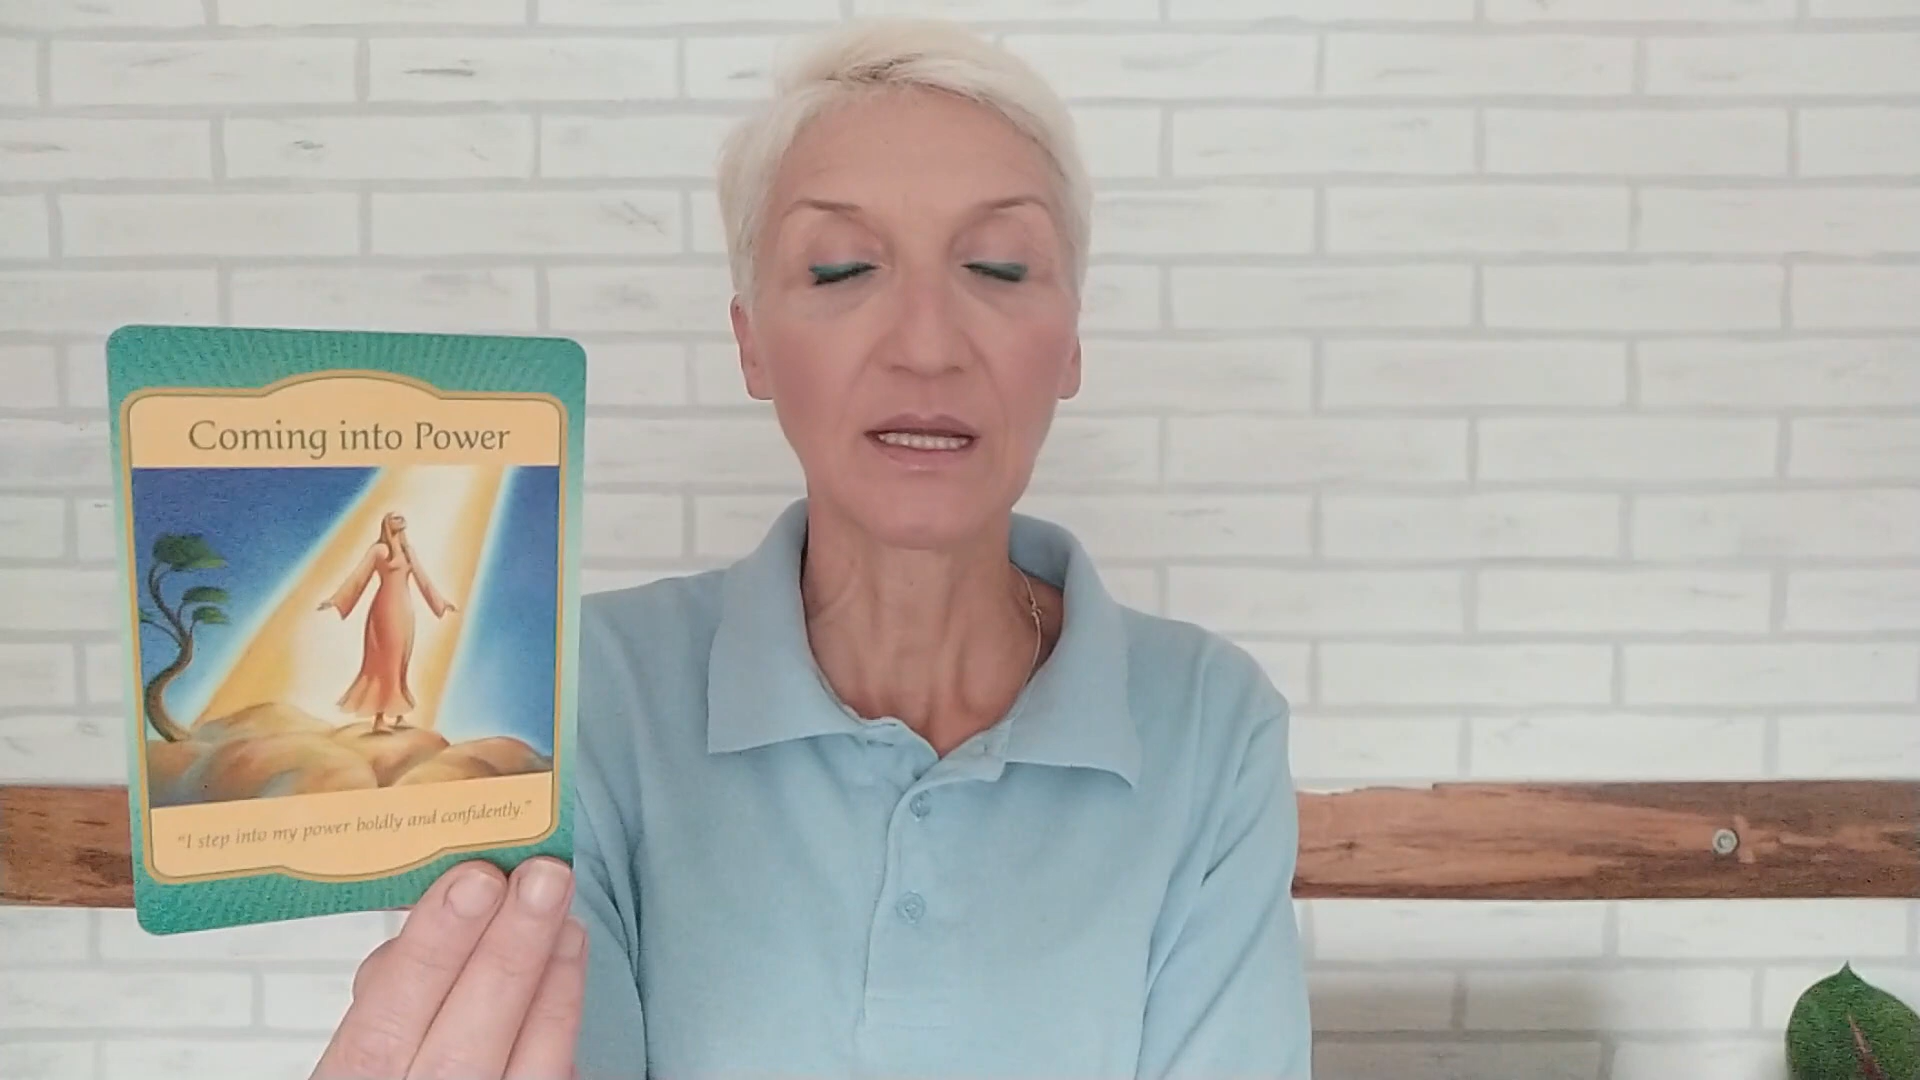 Coming into Power
"I step into my power boldly and confidently."